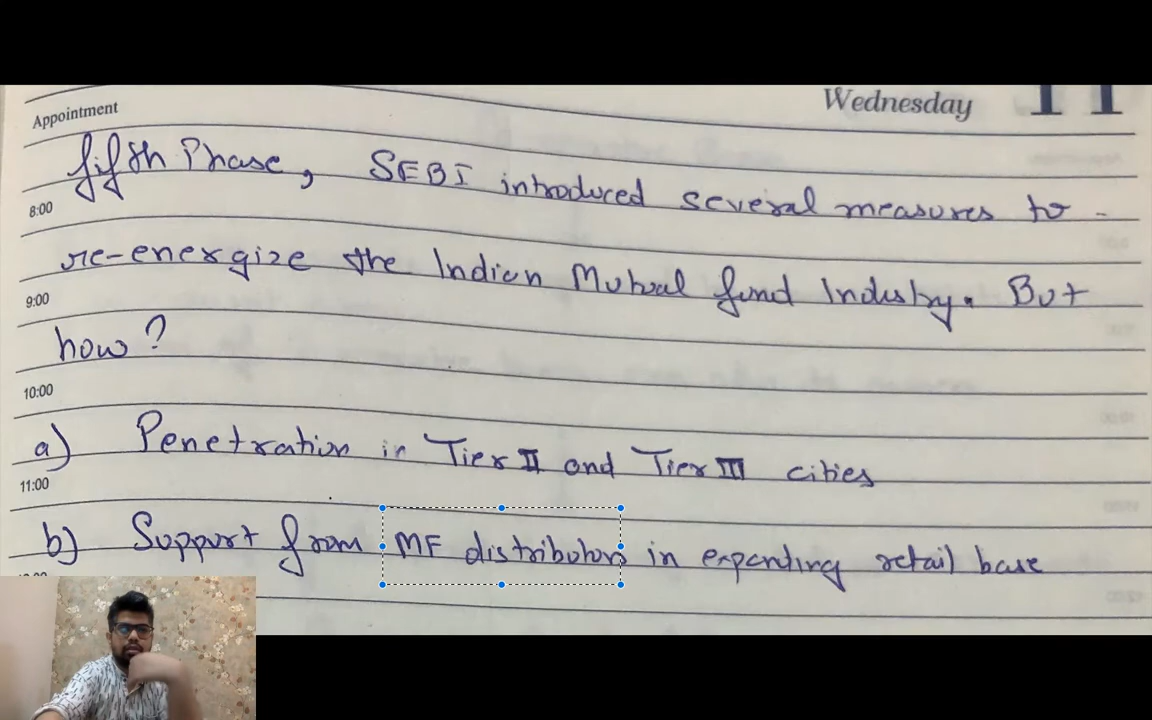 Appointment
Wednesday 11
fifth Phase, SEBI introduced several measures to -
8:00
re-energize the Indian Mutual fund Industry. But
9:00
how?
10:00
a) Penetration in Tier II and Tier III cities
11:00
b) Support from MF distributors in expanding retail base